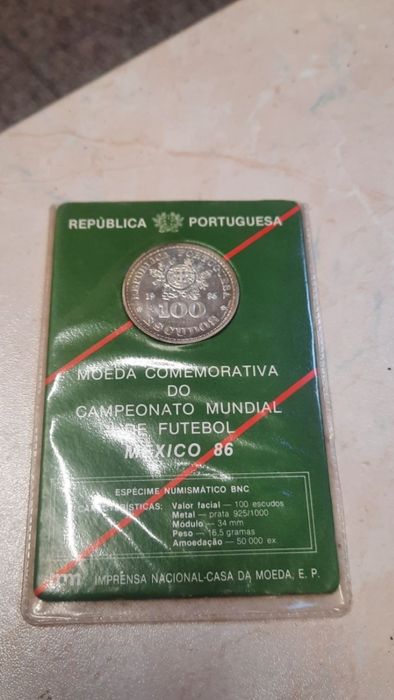 REPÚBLICA PORTUGUESA
REPUBLICA PORTUGUESA
19 86
100
ESCUDOS
MOEDA COMEMORATIVA
DO
CAMPEONATO MUNDIAL
DE FUTEBOL
MÉXICO 86
ESPÉCIME NUMISMÁTICO BNC
CARACTERÍSTICAS: Valor facial — 100 escudos
Metal — prata 925/1000
Módulo — 34 mm
Peso — 16,5 gramas
Amoedação — 50 000 ex
IMPRENSA NACIONAL-CASA DA MOEDA, E. P.